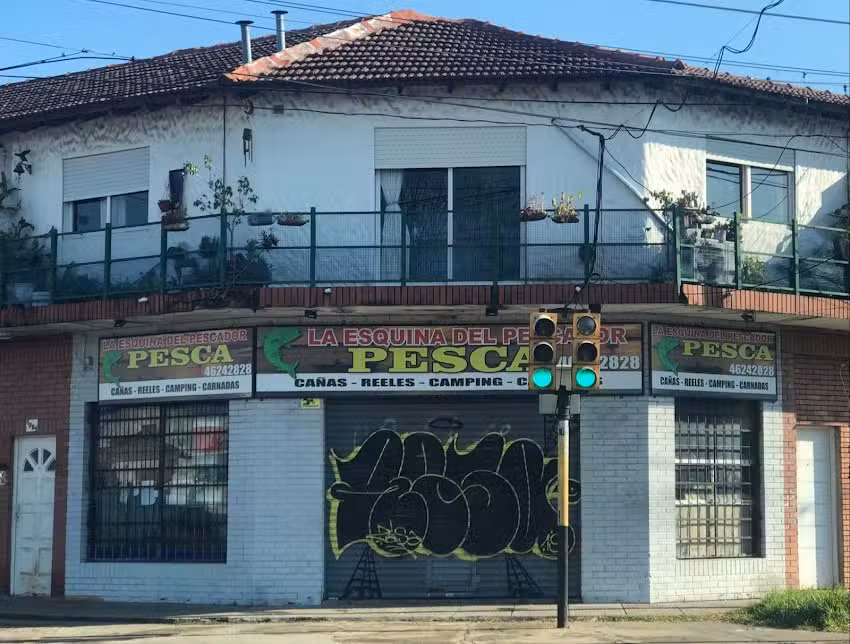 LA ESQUINA DEL PESCADOR
PESCA
46242828
CAÑAS - REELES - CAMPING - CARNADAS
LA ESQUINA DEL PE
PESCA
46242828
CAÑAS - REELES - CAMPING - C
LA ESQUINA DEL PESCADOR
PESCA
46242828
CAÑAS - REELES - CAMPING - CARNADAS